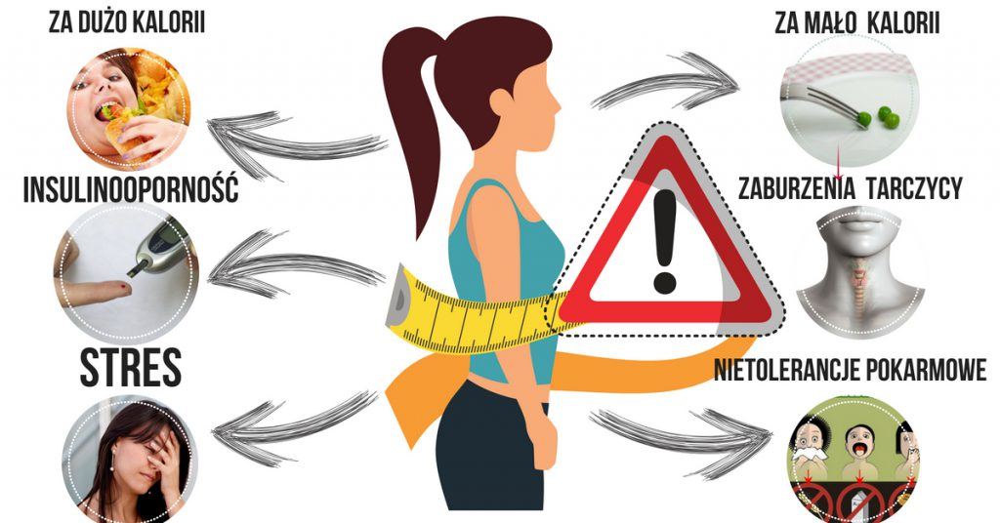 ZA DUŻO KALORII
ZA MAŁO KALORII
INSULINOOPORNOŚĆ
ZABURZENIA TARCZYCY
STRES
NIETOLERANCJE POKARMOWE
!